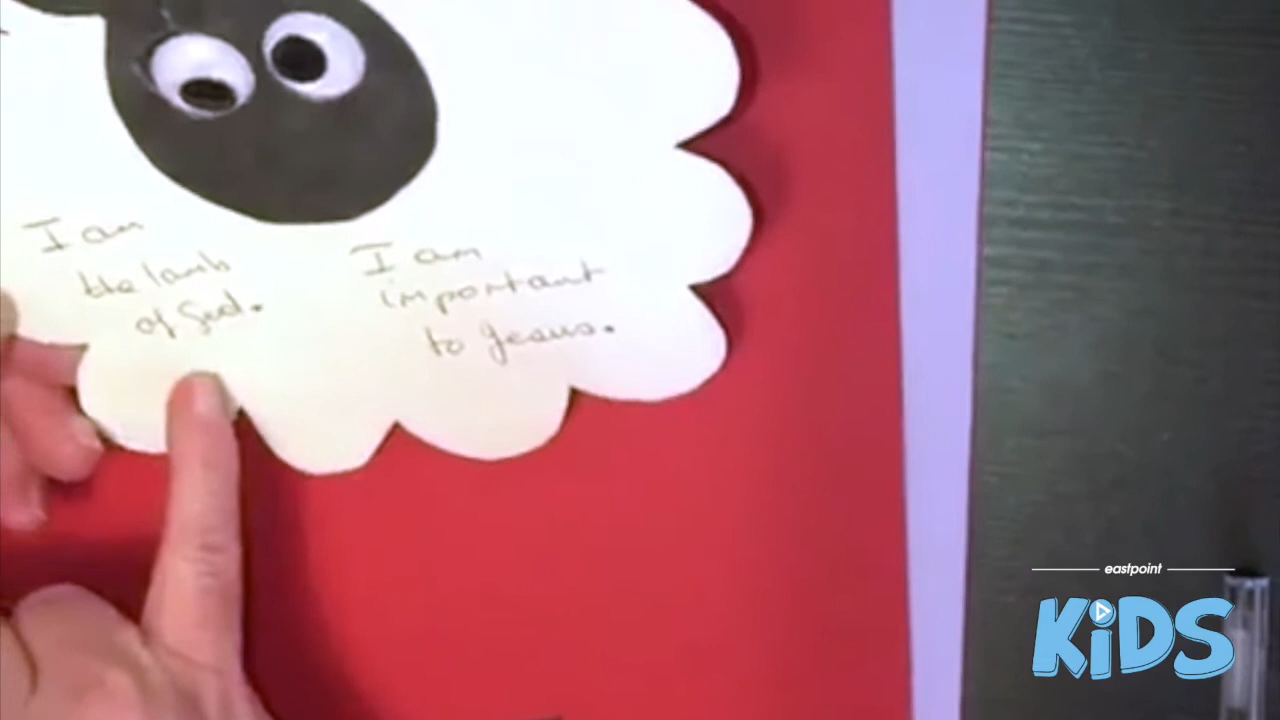 I am
the lamb
of God.
I am
important
to Jesus.
eastpoint
KiDS